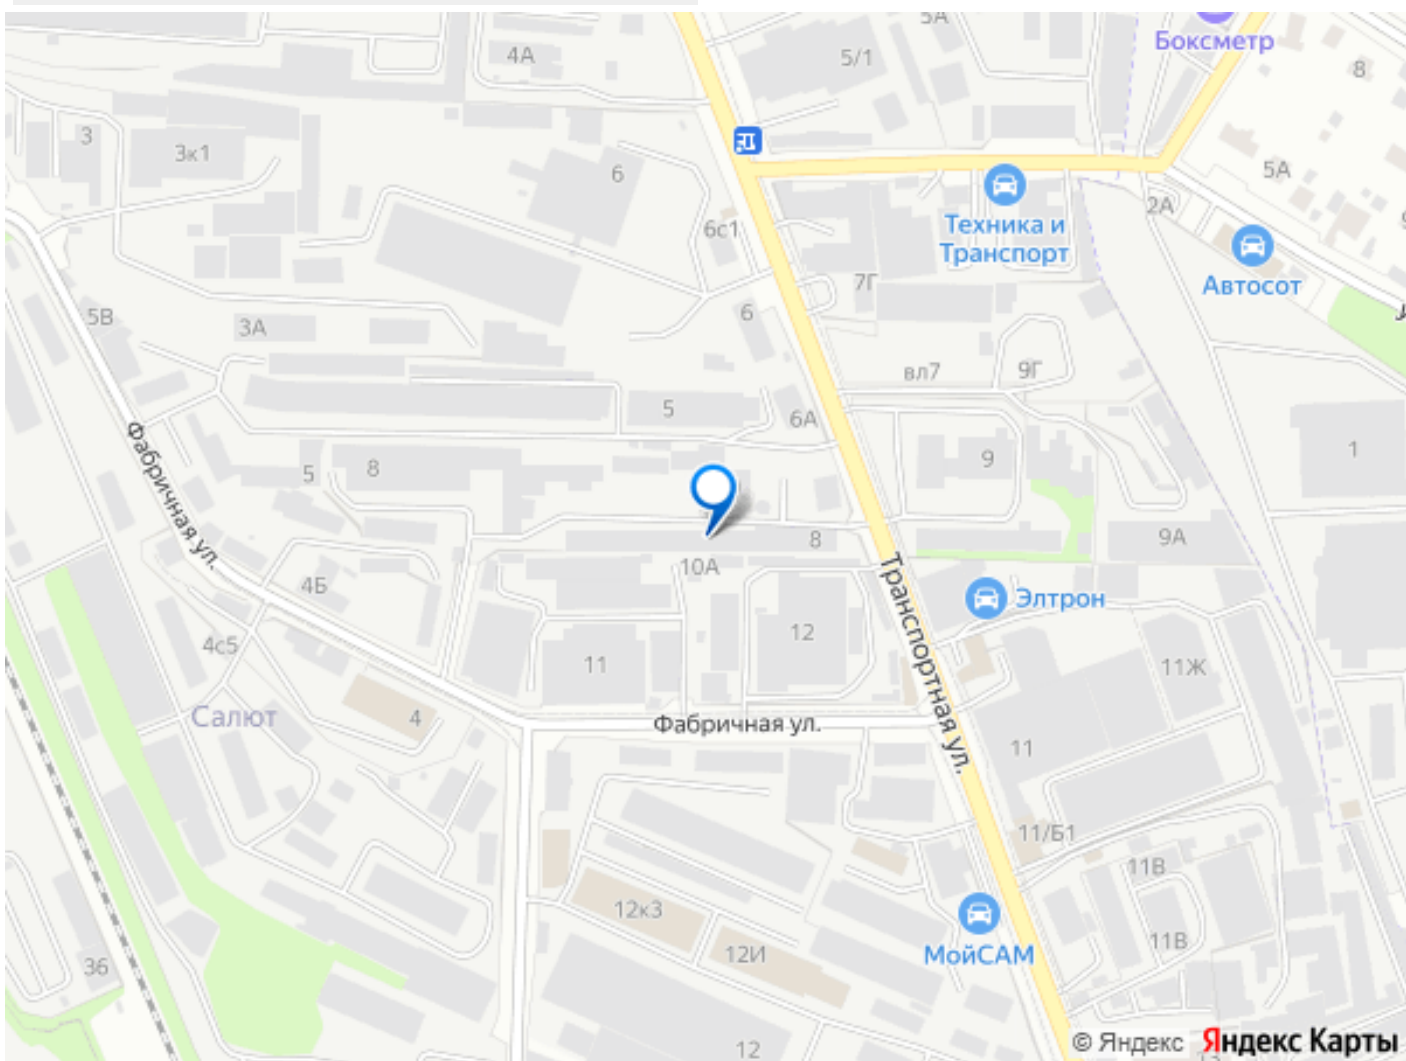 5А
Боксметр
4А
5/1
8
3
3к1
6
5А
2А
6с1
Техника и
Транспорт
Автосот
7Г
5В
3А
6
вл7
9Г
5
6А
Фабричная ул.
5
8
9
1
8
9А
10А
4Б
Транспортная ул.
Элтрон
4с5
12
11
11Ж
Салют
4
Фабричная ул.
11
11/Б1
11В
12к3
11В
12И
МойСАМ
36
12
© Яндекс Яндекс Карты